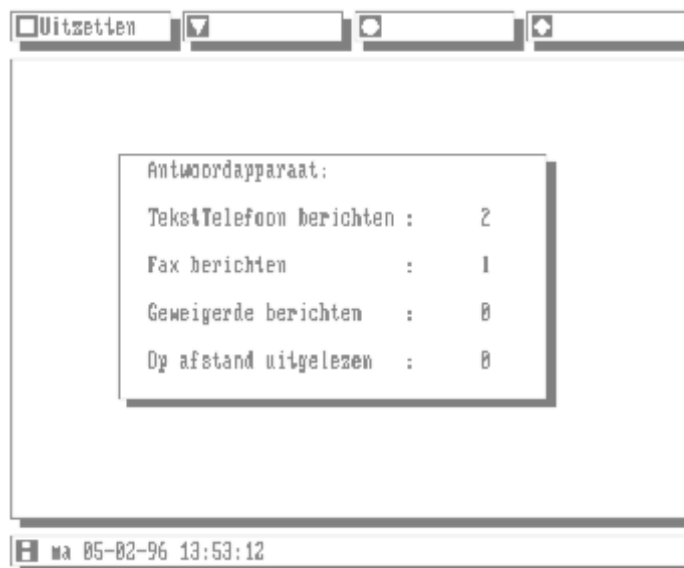 Uitzetten
Antwoordapparaat:
TekstTelefoon berichten : 2
Fax berichten : 1
Geweigerde berichten : 0
Op afstand uitgelezen : 0
ma 05-02-96 13:53:12